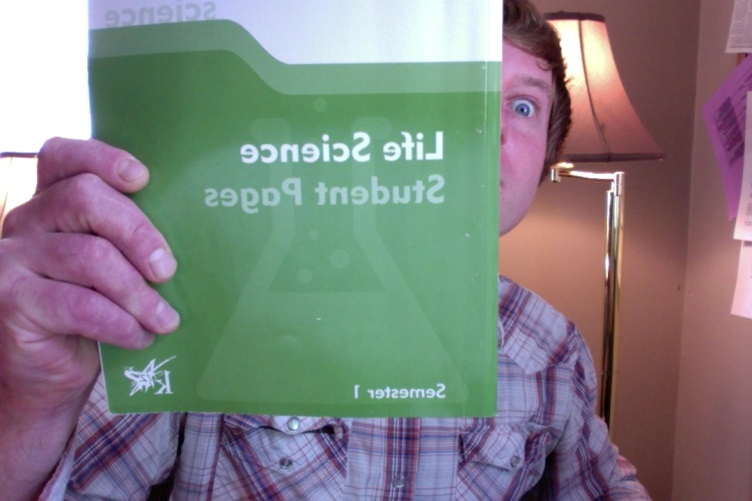 science
Life Science
Student Pages
Semester 1